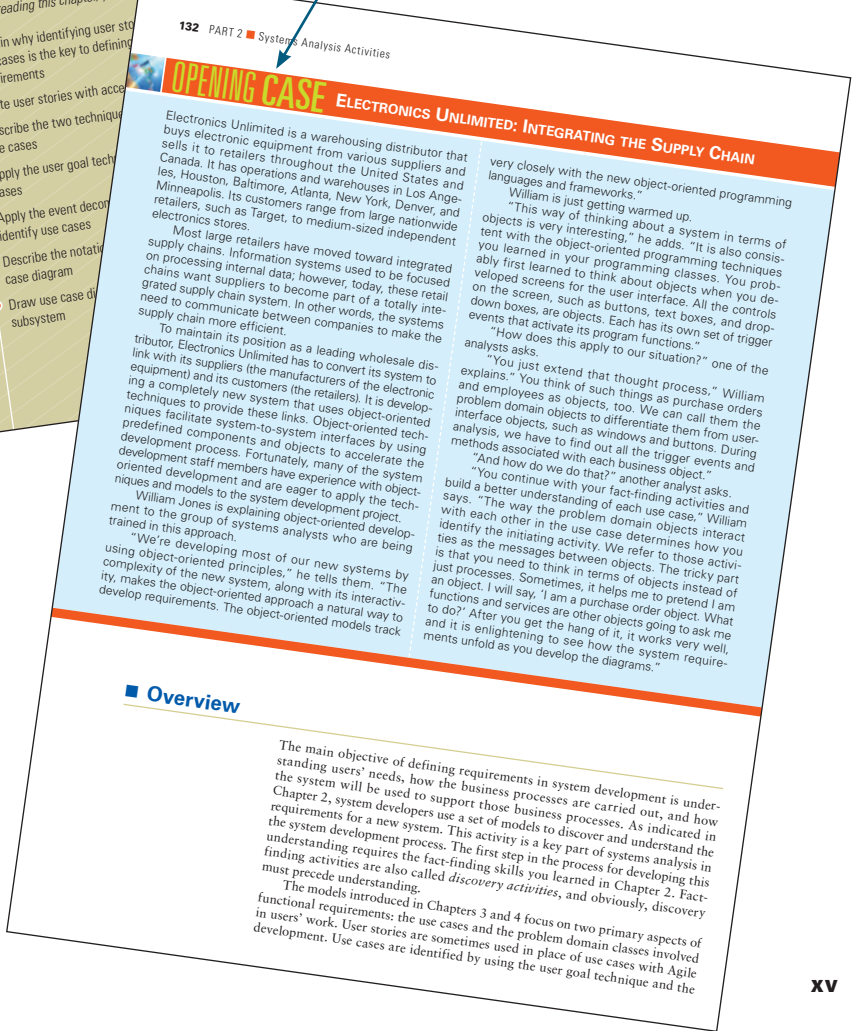 reading this chapter,
in why identifying user sto
cases is the key to defining
irements
te user stories with acce
scribe the two technique
e cases
pply the user goal tech
ases
Apply the event decom
identify use cases
Describe the notatio
case diagram
Draw use case di
subsystem
132 PART 2 ■ Systems Analysis Activities
OPENING CASE ELECTRONICS UNLIMITED: INTEGRATING THE SUPPLY CHAIN
Electronics Unlimited is a warehousing distributor that
buys electronic equipment from various suppliers and
sells it to retailers throughout the United States and
Canada. It has operations and warehouses in Los Ange-
les, Houston, Baltimore, Atlanta, New York, Denver, and
Minneapolis. Its customers range from large nationwide
retailers, such as Target, to medium-sized independent
electronics stores.
Most large retailers have moved toward integrated
supply chains. Information systems used to be focused
on processing internal data; however, today, these retail
chains want suppliers to become part of a totally inte-
grated supply chain system. In other words, the systems
need to communicate between companies to make the
supply chain more efficient.
To maintain its position as a leading wholesale dis-
tributor, Electronics Unlimited has to convert its system to
link with its suppliers (the manufacturers of the electronic
equipment) and its customers (the retailers). It is develop-
ing a completely new system that uses object-oriented
techniques to provide these links. Object-oriented tech-
niques facilitate system-to-system interfaces by using
predefined components and objects to accelerate the
development process. Fortunately, many of the system
development staff members have experience with object-
oriented development and are eager to apply the tech-
niques and models to the system development project.
William Jones is explaining object-oriented develop-
ment to the group of systems analysts who are being
trained in this approach.
"We're developing most of our new systems by
using object-oriented principles," he tells them. "The
complexity of the new system, along with its interactiv-
ity, makes the object-oriented approach a natural way to
develop requirements. The object-oriented models track
very closely with the new object-oriented programming
languages and frameworks."
William is just getting warmed up.
"This way of thinking about a system in terms of
objects is very interesting," he adds. "It is also consis-
tent with the object-oriented programming techniques
you learned in your programming classes. You prob-
ably first learned to think about objects when you de-
veloped screens for the user interface. All the controls
on the screen, such as buttons, text boxes, and drop-
down boxes, are objects. Each has its own set of trigger
events that activate its program functions."
"How does this apply to our situation?" one of the
analysts asks.
"You just extend that thought process," William
explains." You think of such things as purchase orders
and employees as objects, too. We can call them the
problem domain objects to differentiate them from user-
interface objects, such as windows and buttons. During
analysis, we have to find out all the trigger events and
methods associated with each business object."
"And how do we do that?" another analyst asks.
"You continue with your fact-finding activities and
build a better understanding of each use case," William
says. "The way the problem domain objects interact
with each other in the use case determines how you
identify the initiating activity. We refer to those activi-
ties as the messages between objects. The tricky part
is that you need to think in terms of objects instead of
just processes. Sometimes, it helps me to pretend I am
an object. I will say, 'I am a purchase order object. What
functions and services are other objects going to ask me
to do?' After you get the hang of it, it works very well,
and it is enlightening to see how the system require-
ments unfold as you develop the diagrams."
■ Overview
The main objective of defining requirements in system development is under-
standing users' needs, how the business processes are carried out, and how
the system will be used to support those business processes. As indicated in
Chapter 2, system developers use a set of models to discover and understand the
requirements for a new system. This activity is a key part of systems analysis in
the system development process. The first step in the process for developing this
understanding requires the fact-finding skills you learned in Chapter 2. Fact-
finding activities are also called discovery activities, and obviously, discovery
must precede understanding.
The models introduced in Chapters 3 and 4 focus on two primary aspects of
functional requirements: the use cases and the problem domain classes involved
in users' work. User stories are sometimes used in place of use cases with Agile
development. Use cases are identified by using the user goal technique and the
xv